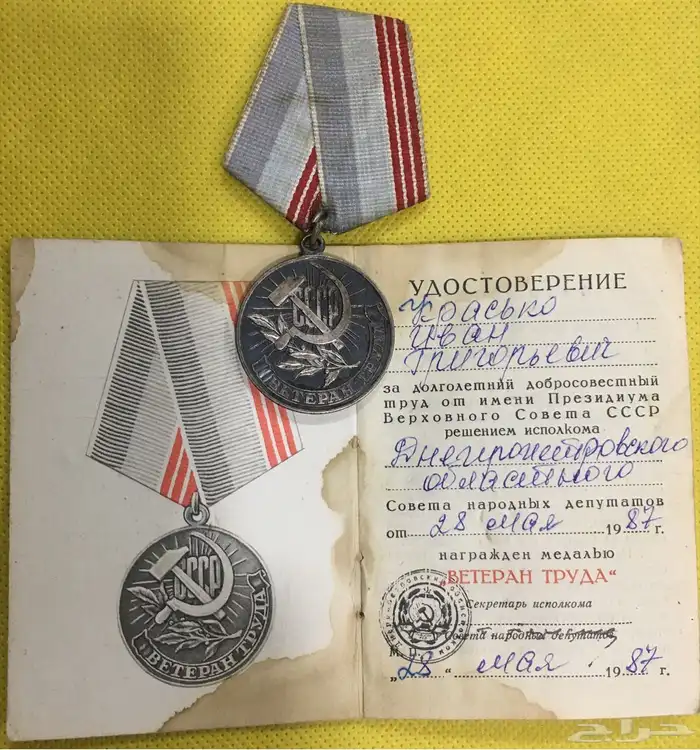 СССР
ВЕТЕРАН ТРУДА
СССР
ВЕТЕРАН ТРУДА
УДОСТОВЕРЕНИЕ
Красько
Иван
Григорьевич
за долголетний добросовестный
труд от имени Президиума
Верховного Совета СССР
решением исполкома
Днепропетровского
областного
Совета народных депутатов
от 28 мая 1987 г.
награжден медалью
„ВЕТЕРАН ТРУДА“
Секретарь исполкома
Совета народных депутатов
М. П.
„28“ мая 1987 г.
حراج